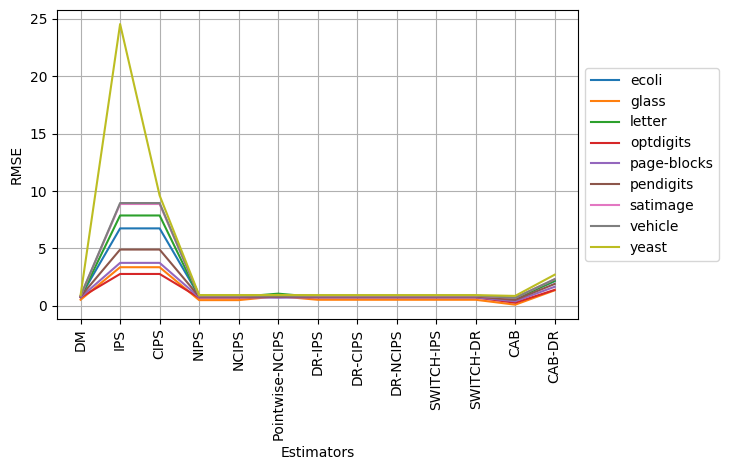 25
20
15
10
5
0
RMSE
DM
IPS
CIPS
NIPS
NCIPS
Pointwise-NCIPS
DR-IPS
DR-CIPS
DR-NCIPS
SWITCH-IPS
SWITCH-DR
CAB
CAB-DR
Estimators
ecoli
glass
letter
optdigits
page-blocks
pendigits
satimage
vehicle
yeast